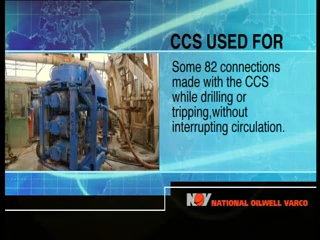 CCS USED FOR
Some 82 connections
made with the CCS
while drilling or
tripping,without
interrupting circulation.
NOV NATIONAL OILWELL VARCO